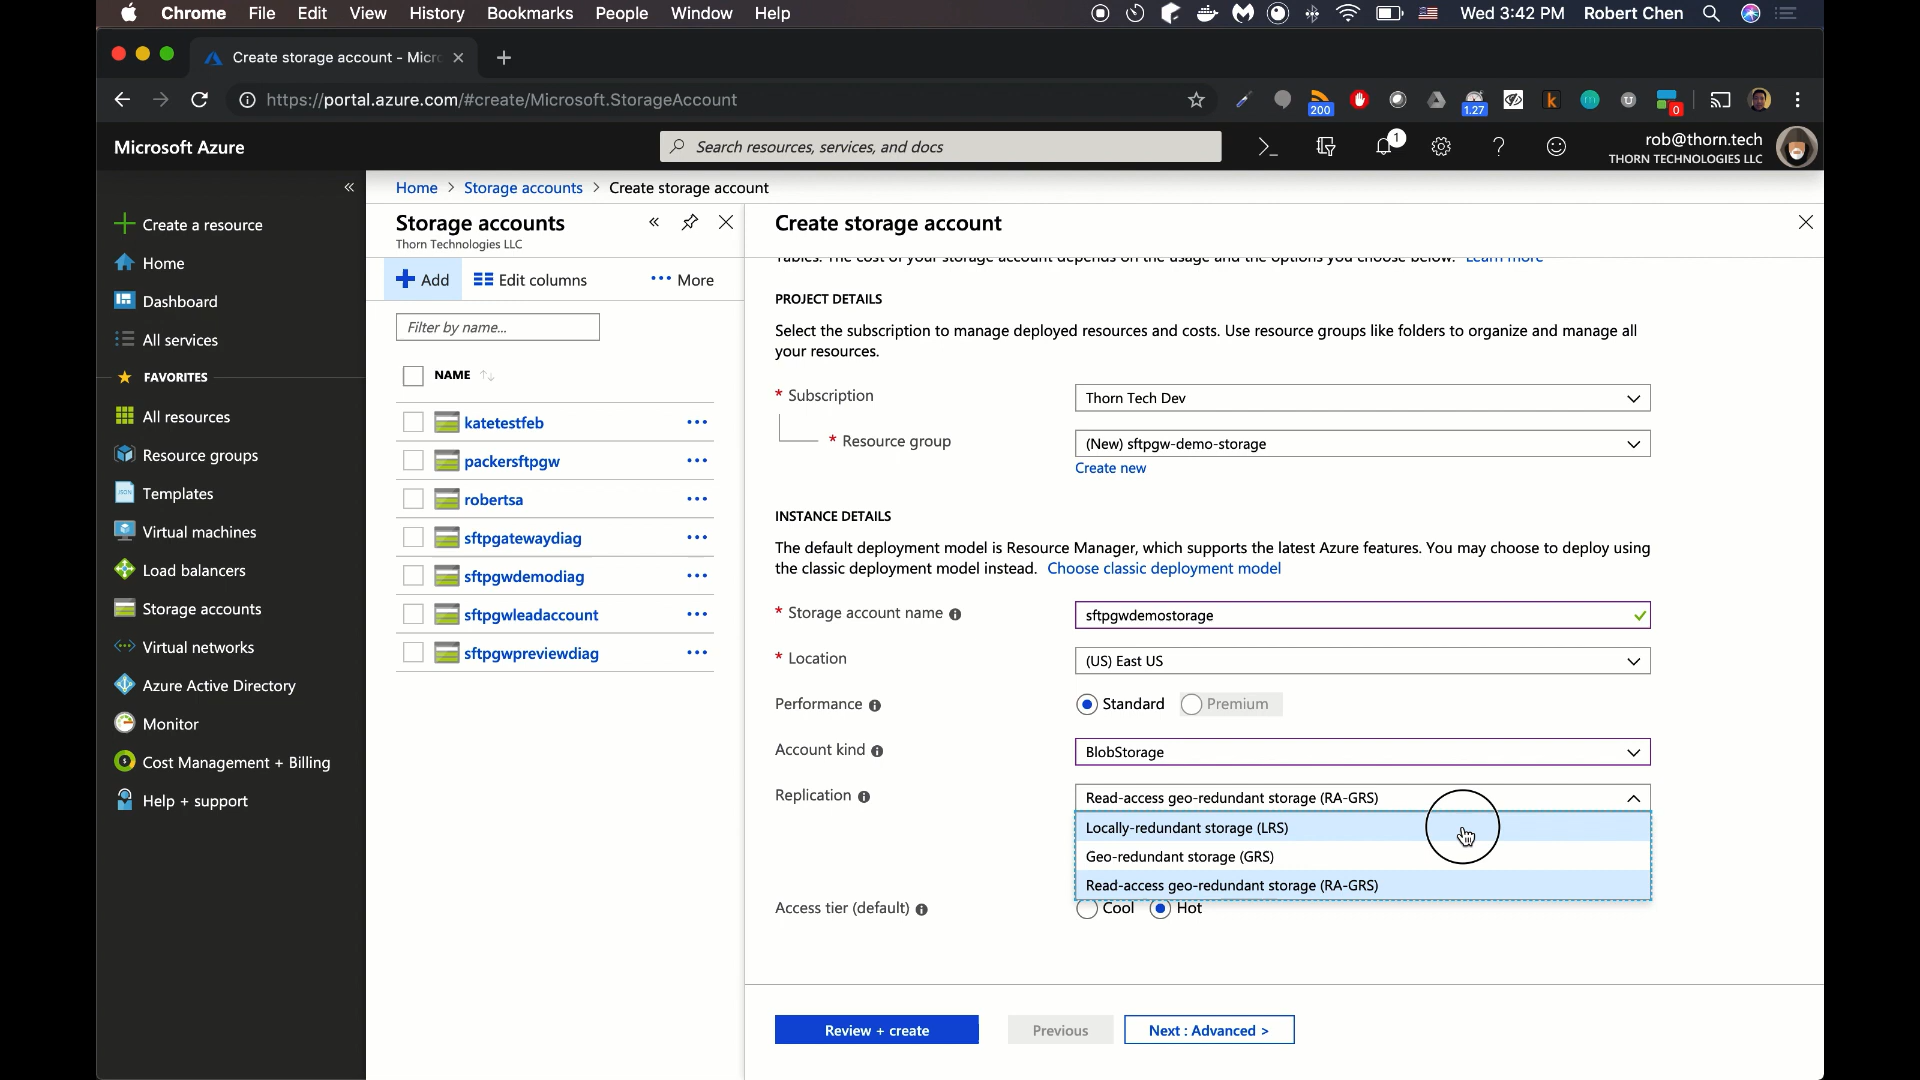 Chrome File Edit View History Bookmarks People Window Help Wed 3:42 PM Robert Chen
Create storage account - Micr
https://portal.azure.com/#create/Microsoft.StorageAccount
200 1.27 k m u 0
Microsoft Azure
Search resources, services, and docs
1
rob@thorn.tech
THORN TECHNOLOGIES LLC
Create a resource
Home
Dashboard
All services
FAVORITES
All resources
Resource groups
Templates
Virtual machines
Load balancers
Storage accounts
Virtual networks
Azure Active Directory
Monitor
Cost Management + Billing
Help + support
Home > Storage accounts > Create storage account
Storage accounts
Thorn Technologies LLC
Add Edit columns More
Filter by name...
NAME
katetestfeb
packersftpgw
robertsa
sftpgatewaydiag
sftpgwdemodiag
sftpgwleadaccount
sftpgwpreviewdiag
Create storage account
Tables. The cost of your storage account depends on the usage and the options you choose below. Learn more
PROJECT DETAILS
Select the subscription to manage deployed resources and costs. Use resource groups like folders to organize and manage all
your resources.
* Subscription Thorn Tech Dev
* Resource group (New) sftpgw-demo-storage
Create new
INSTANCE DETAILS
The default deployment model is Resource Manager, which supports the latest Azure features. You may choose to deploy using
the classic deployment model instead. Choose classic deployment model
* Storage account name sftpgwdemostorage
* Location (US) East US
Performance Standard Premium
Account kind BlobStorage
Replication Read-access geo-redundant storage (RA-GRS)
Locally-redundant storage (LRS)
Geo-redundant storage (GRS)
Read-access geo-redundant storage (RA-GRS)
Access tier (default) Cool Hot
Review + create Previous Next : Advanced >